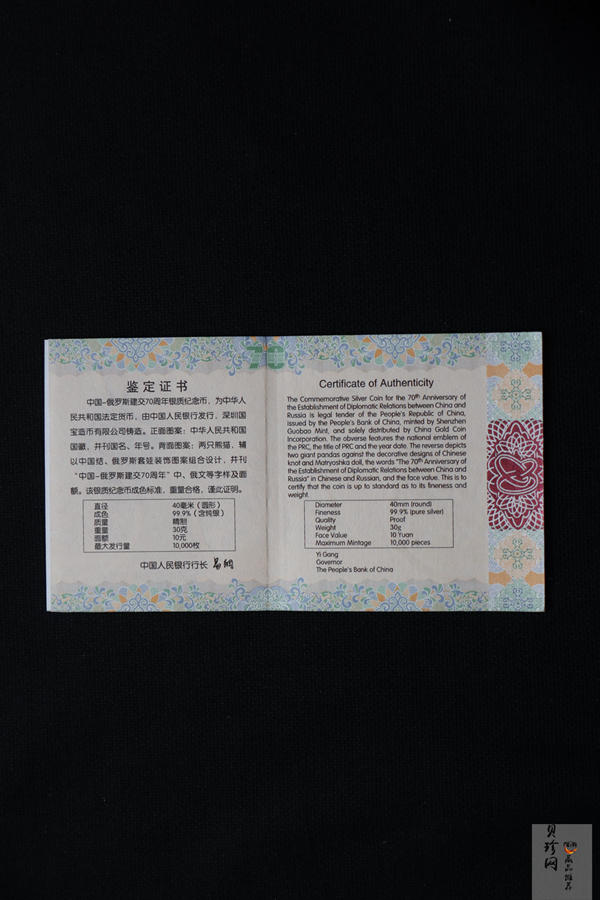 鉴定证书
中国-俄罗斯建交70周年银质纪念币，为中华人
民共和国法定货币，由中国人民银行发行，深圳国
宝造币有限公司铸造。正面图案：中华人民共和国
国徽，并刊国名、年号。背面图案：两只熊猫，辅
以中国结、俄罗斯套娃装饰图案组合设计，并刊
“中国-俄罗斯建交70周年”中、俄文等字样及面
额。该银质纪念币成色标准，重量合格，谨此证明。
直径 40毫米（圆形）
成色 99.9%（含纯银）
质量 精制
重量 30克
面额 10元
最大发行量 10,000枚
中国人民银行行长 易纲
Certificate of Authenticity
The Commemorative Silver Coin for the 70th Anniversary of
the Establishment of Diplomatic Relations between China and
Russia is legal tender of the People's Republic of China,
issued by the People's Bank of China, minted by Shenzhen
Guobao Mint, and solely distributed by China Gold Coin
Incorporation. The obverse features the national emblem of
the PRC, the title of PRC and the year date. The reverse depicts
two giant pandas against the decorative designs of Chinese
knot and Matryoshka doll, the words "The 70th Anniversary of
the Establishment of Diplomatic Relations between China and
Russia" in Chinese and Russian, and the face value. This is to
certify that the coin is up to standard as to its fineness and
weight.
Diameter 40mm (round)
Fineness 99.9% (pure silver)
Quality Proof
Weight 30g
Face Value 10 Yuan
Maximum Mintage 10,000 pieces
Yi Gang
Governor
The People's Bank of China
70
贝珍网
藏品推荐